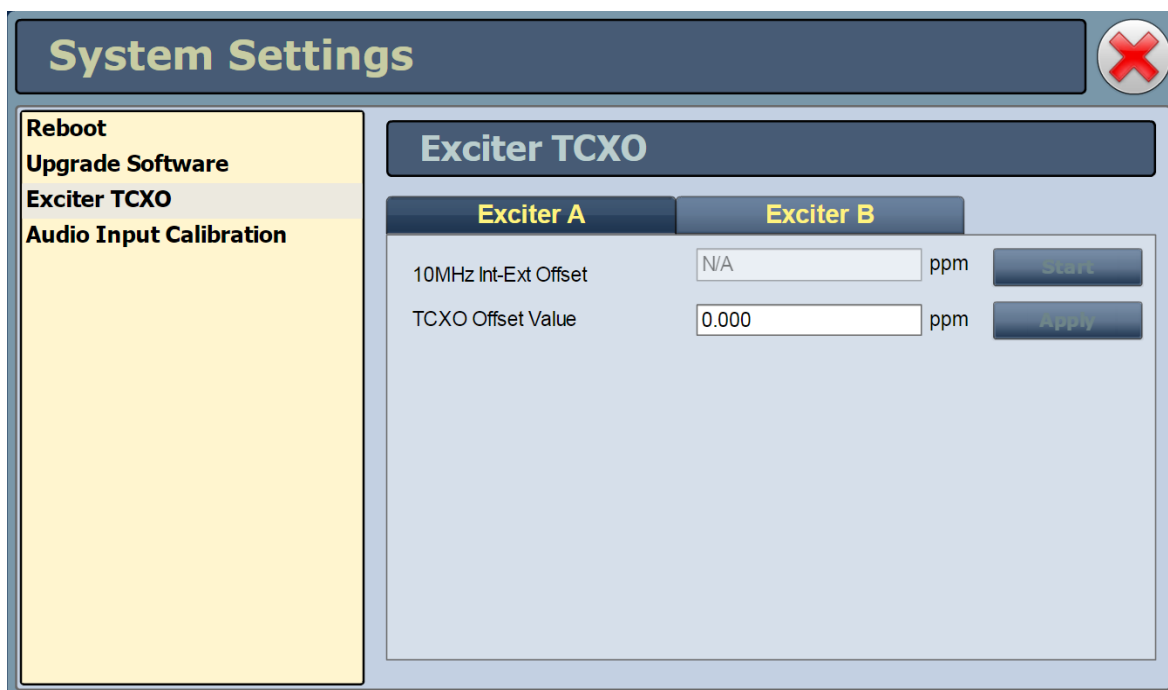 System Settings
Reboot
Upgrade Software
Exciter TCXO
Audio Input Calibration
Exciter TCXO
Exciter A Exciter B
10MHz Int-Ext Offset N/A ppm Start
TCXO Offset Value 0.000 ppm Apply